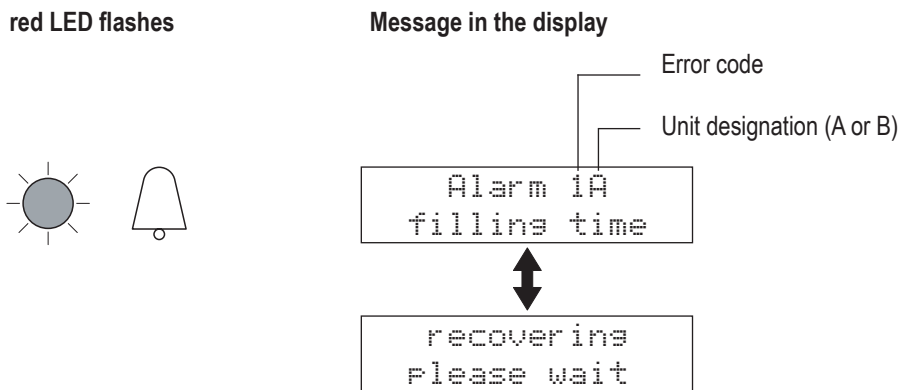 red LED flashes
Message in the display
Error code
Unit designation (A or B)
Alarm 1A
filling time
recovering
please wait